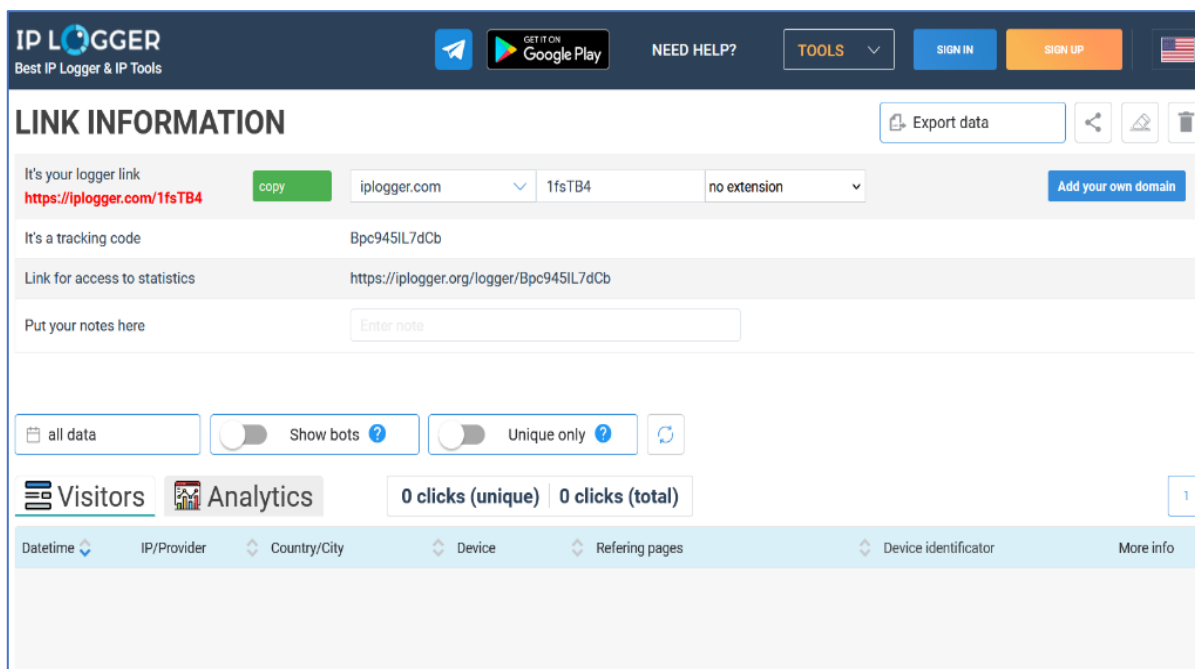 IP LOGGER
Best IP Logger & IP Tools
GET IT ON
Google Play
NEED HELP?
TOOLS
SIGN IN
SIGN UP
LINK INFORMATION
Export data
It's your logger link
https://iplogger.com/1fsTB4
copy
iplogger.com
1fsTB4
no extension
Add your own domain
It's a tracking code
Bpc945IL7dCb
Link for access to statistics
https://iplogger.org/logger/Bpc945IL7dCb
Put your notes here
Enter note
all data
Show bots ?
Unique only ?
Visitors
Analytics
0 clicks (unique)
0 clicks (total)
1
Datetime
IP/Provider
Country/City
Device
Refering pages
Device identificator
More info